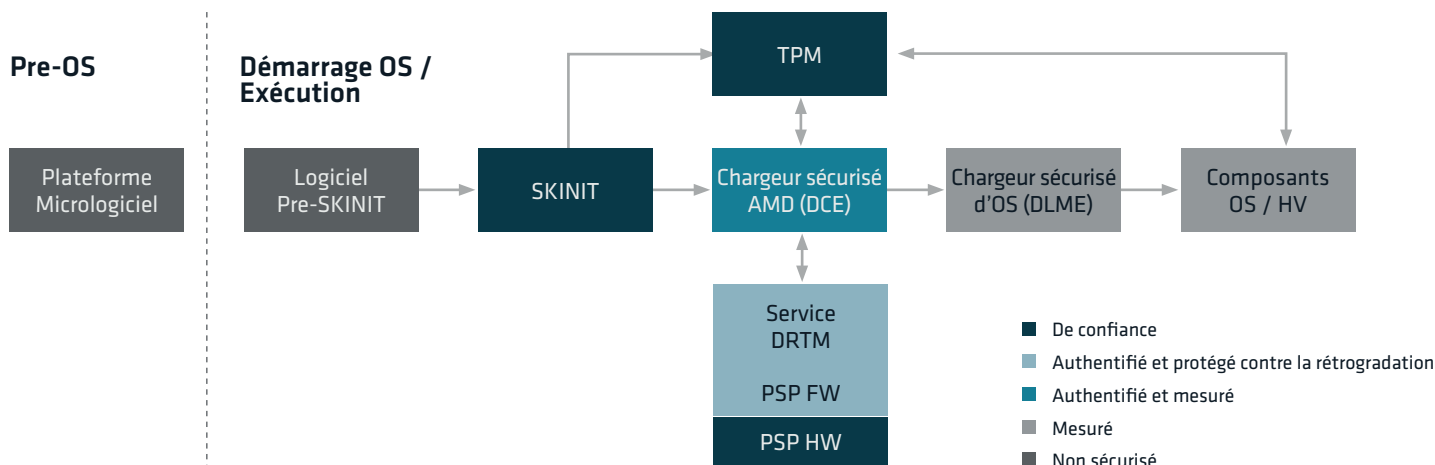 Pre-OS
Démarrage OS /
Exécution
TPM
Plateforme
Micrologiciel
Logiciel
Pre-SKINIT
SKINIT
Chargeur sécurisé
AMD (DCE)
Chargeur sécurisé
d'OS (DLME)
Composants
OS / HV
Service
DRTM
PSP FW
PSP HW
De confiance
Authentifié et protégé contre la rétrogradation
Authentifié et mesuré
Mesuré
Non sécurisé